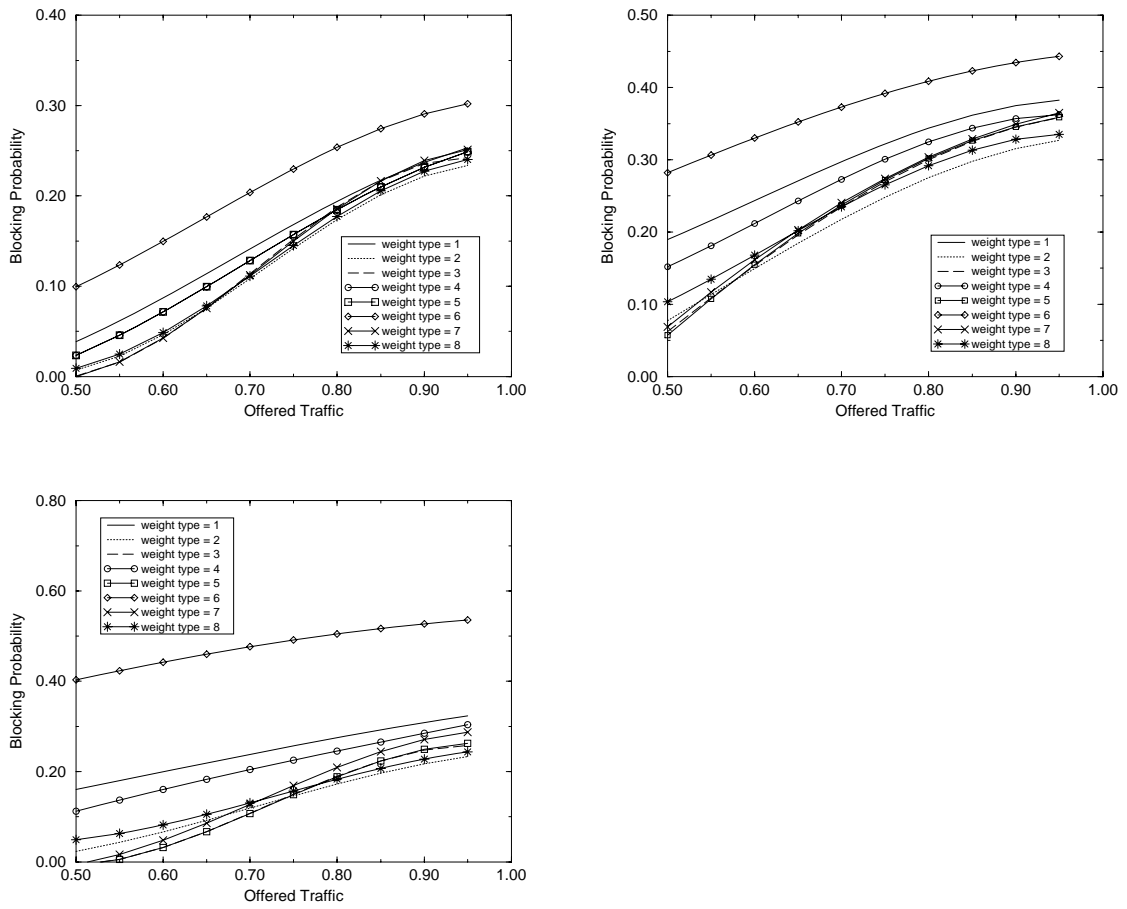 0.40
0.30
0.20
0.10
0.00
Blocking Probability
0.50 0.60 0.70 0.80 0.90 1.00
Offered Traffic
weight type = 1
weight type = 2
weight type = 3
weight type = 4
weight type = 5
weight type = 6
weight type = 7
weight type = 8
0.50
0.40
0.30
0.20
0.10
0.00
Blocking Probability
0.50 0.60 0.70 0.80 0.90 1.00
Offered Traffic
weight type = 1
weight type = 2
weight type = 3
weight type = 4
weight type = 5
weight type = 6
weight type = 7
weight type = 8
0.80
0.60
0.40
0.20
0.00
Blocking Probability
0.50 0.60 0.70 0.80 0.90 1.00
Offered Traffic
weight type = 1
weight type = 2
weight type = 3
weight type = 4
weight type = 5
weight type = 6
weight type = 7
weight type = 8